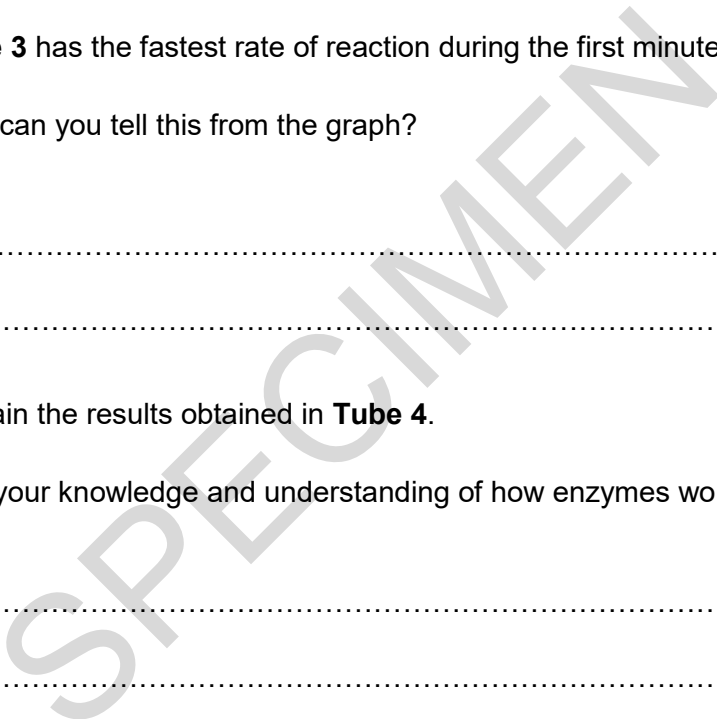 3 has the fastest rate of reaction during the first minute
can you tell this from the graph?
....................................................................................
....................................................................................
in the results obtained in Tube 4.
your knowledge and understanding of how enzymes wo
....................................................................................
....................................................................................
SPECIMEN